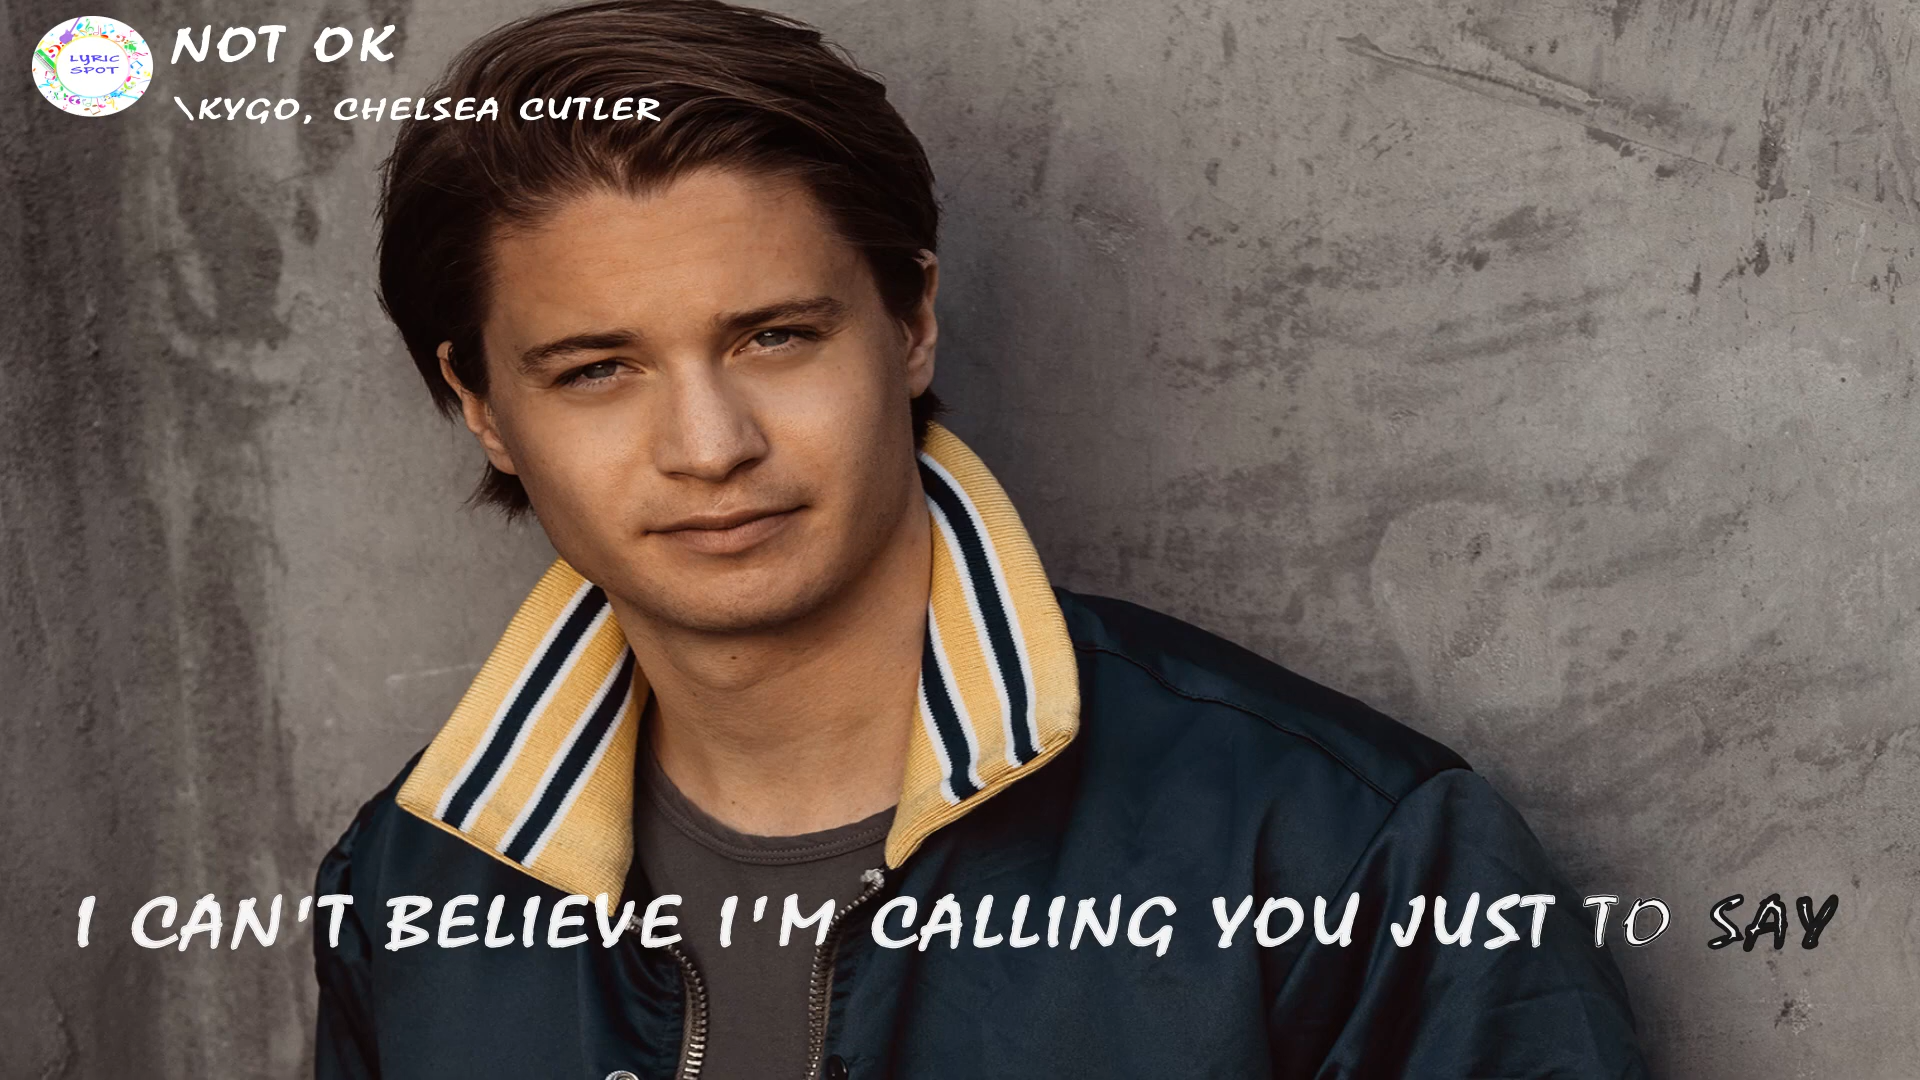 LYRIC
SPOT
NOT OK
\KYGO, CHELSEA CUTLER
I CAN'T BELIEVE I'M CALLING YOU JUST TO SAY